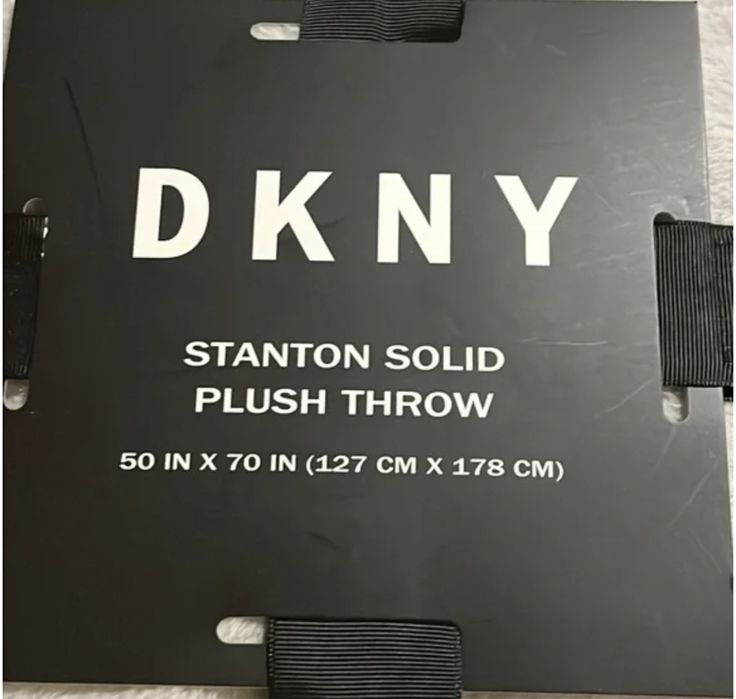 DKNY
STANTON SOLID
PLUSH THROW
50 IN X 70 IN (127 CM X 178 CM)